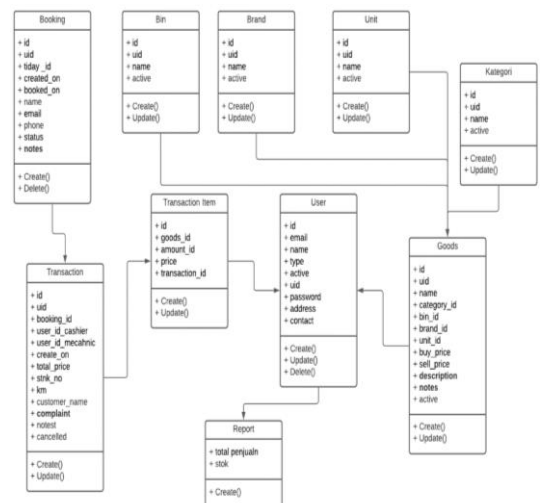 Booking
+ id
+ uid
+ tiday _id
+ created_on
+ booked_on
+ name
+ email
+ phone
+ status
+ notes
+ Create()
+ Delete()
Bin
+ id
+ uid
+ name
+ active
+ Create()
+ Update()
Brand
+ id
+ uid
+ name
+ active
+ Create()
+ Update()
Unit
+ id
+ uid
+ name
+ active
+ Create()
+ Update()
Kategori
+ id
+ uid
+ name
+ active
+ Create()
+ Update()
Transaction Item
+ id
+ goods_id
+ amount_id
+ price
+ transaction_id
+ Create()
+ Update()
User
+ id
+ email
+ name
+ type
+ active
+ uid
+ password
+ address
+ contact
+ Create()
+ Update()
+ Delete()
Goods
+ id
+ uid
+ name
+ category_id
+ bin_id
+ brand_id
+ unit_id
+ buy_price
+ sell_price
+ description
+ notes
+ active
+ Create()
+ Update()
Transaction
+ id
+ uid
+ booking_id
+ user_id_cashier
+ user_id_mecahnic
+ create_on
+ total_price
+ stnk_no
+ km
+ customer_name
+ complaint
+ notest
+ cancelled
+ Create()
+ Update()
Report
+ total penjualn
+ stok
+ Create()